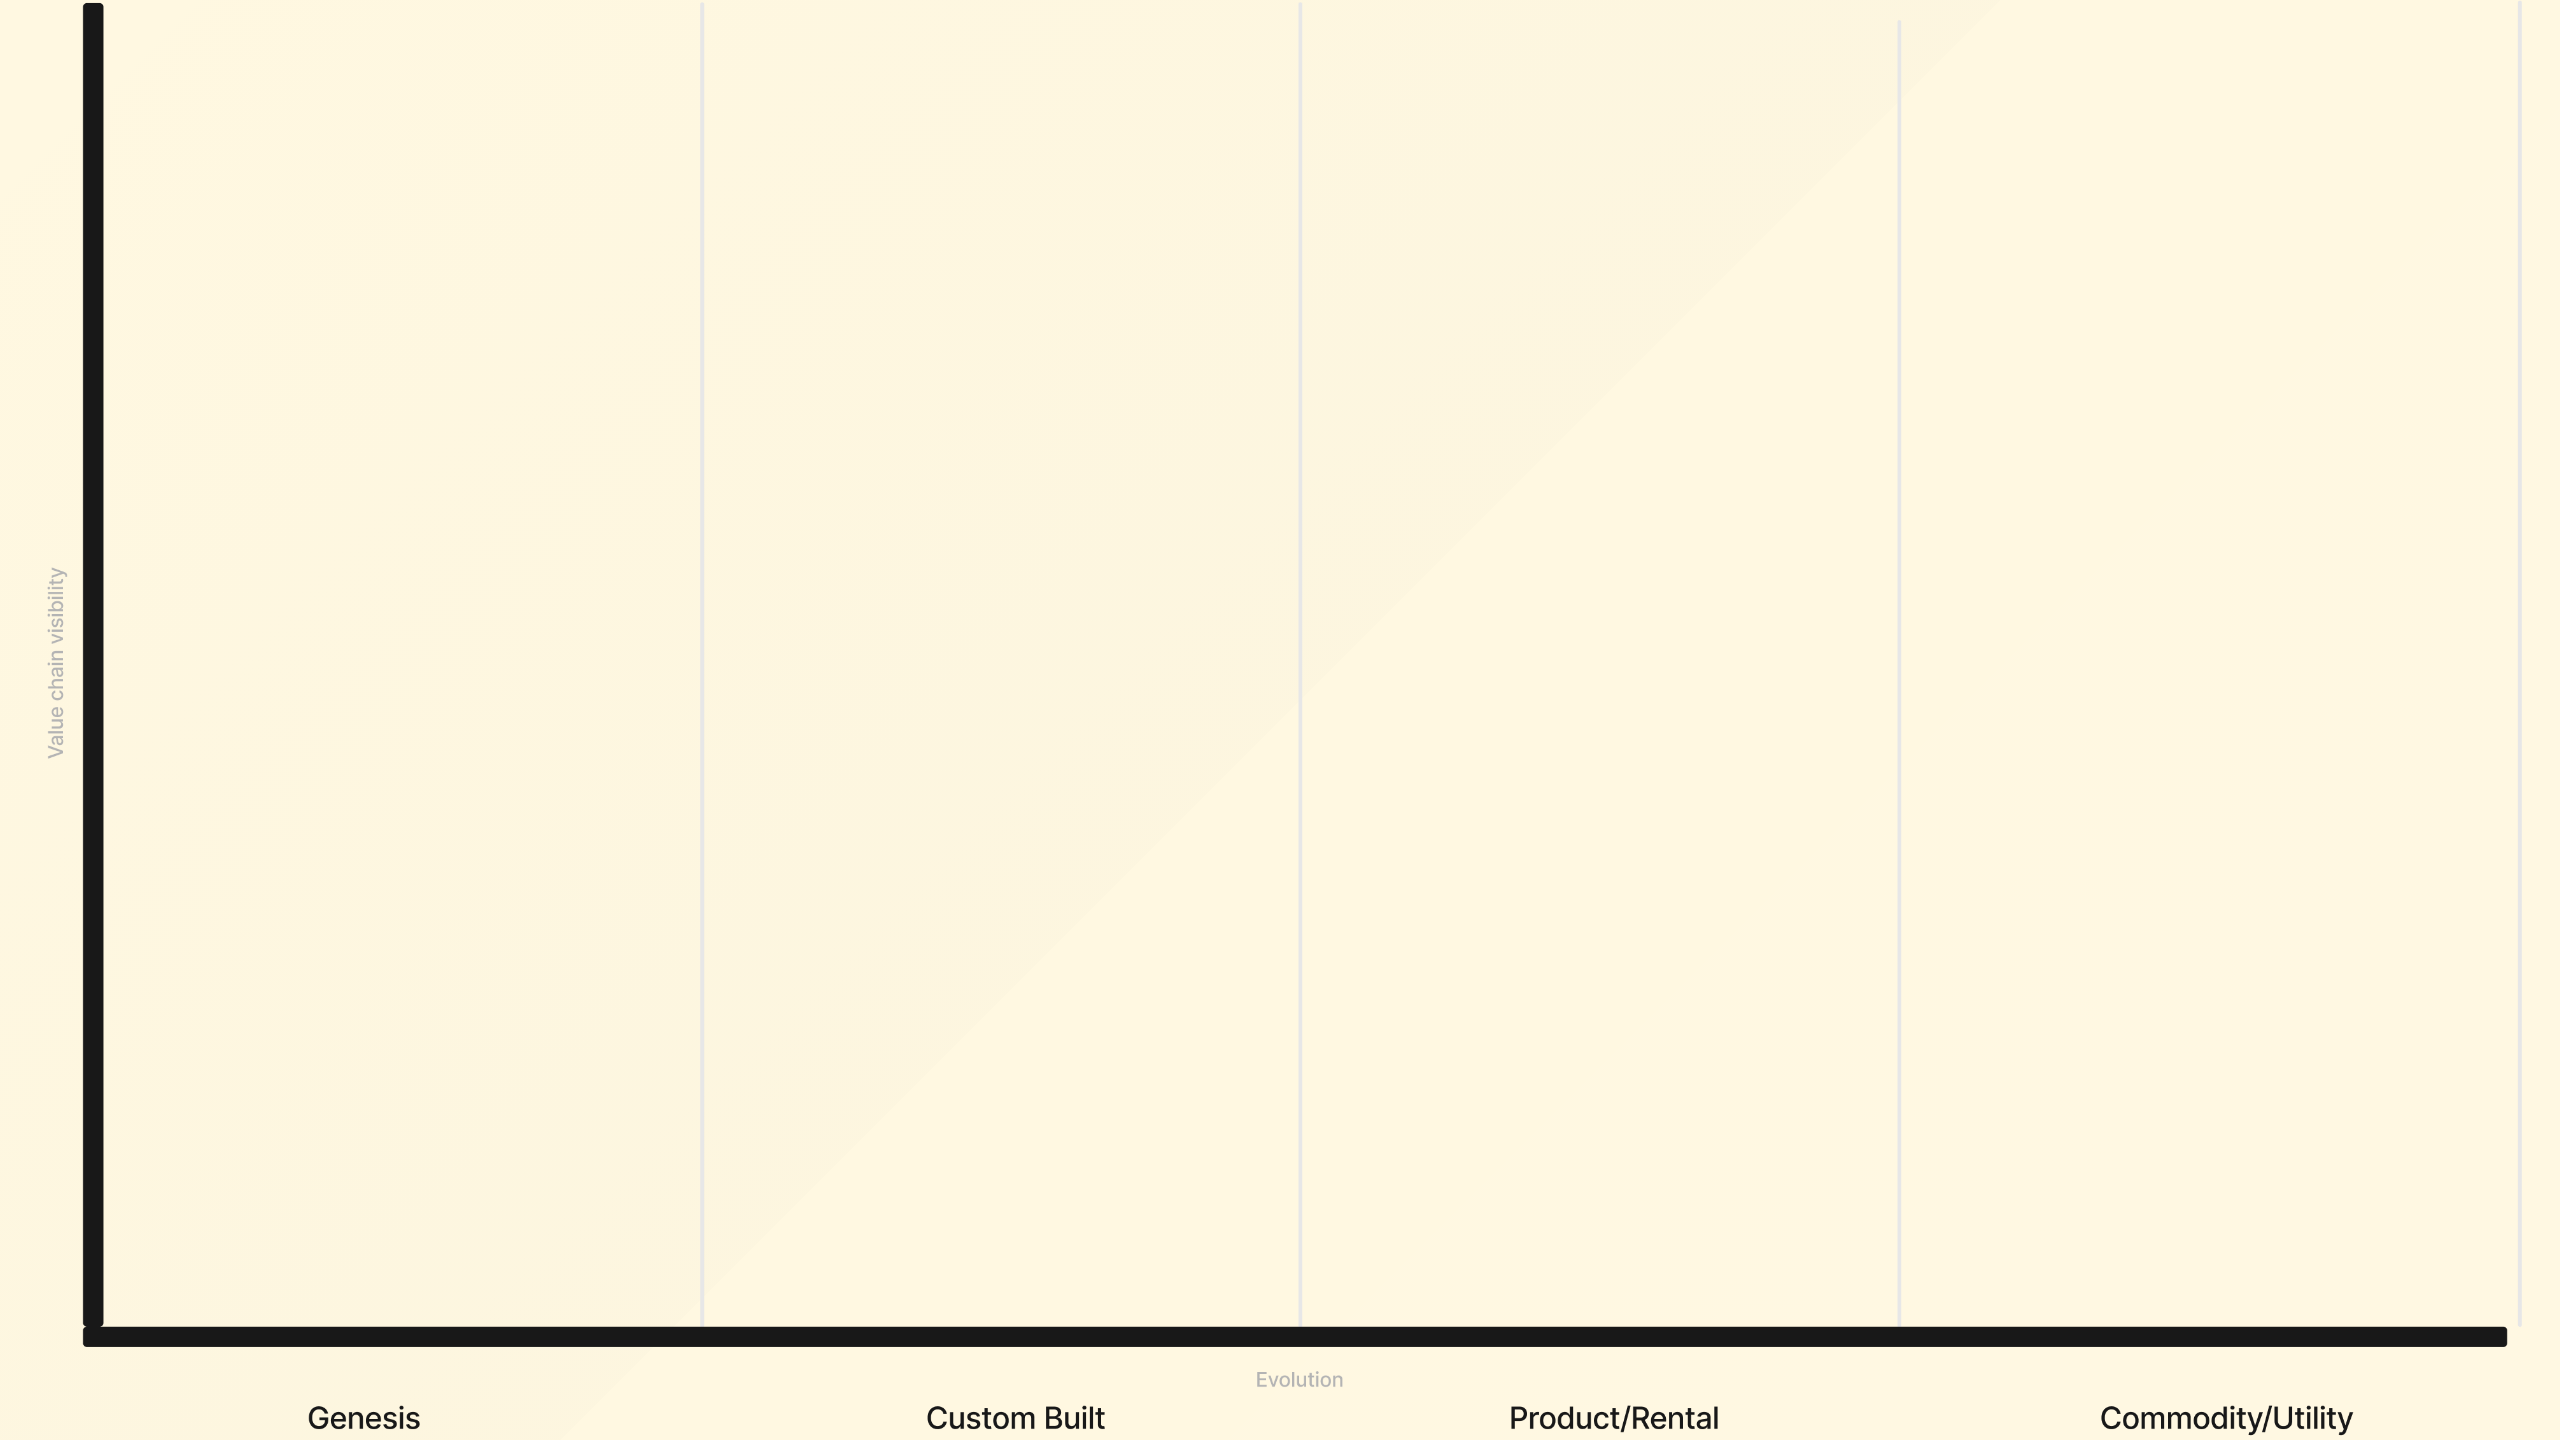 Value chain visibility
Evolution
Genesis
Custom Built
Product/Rental
Commodity/Utility